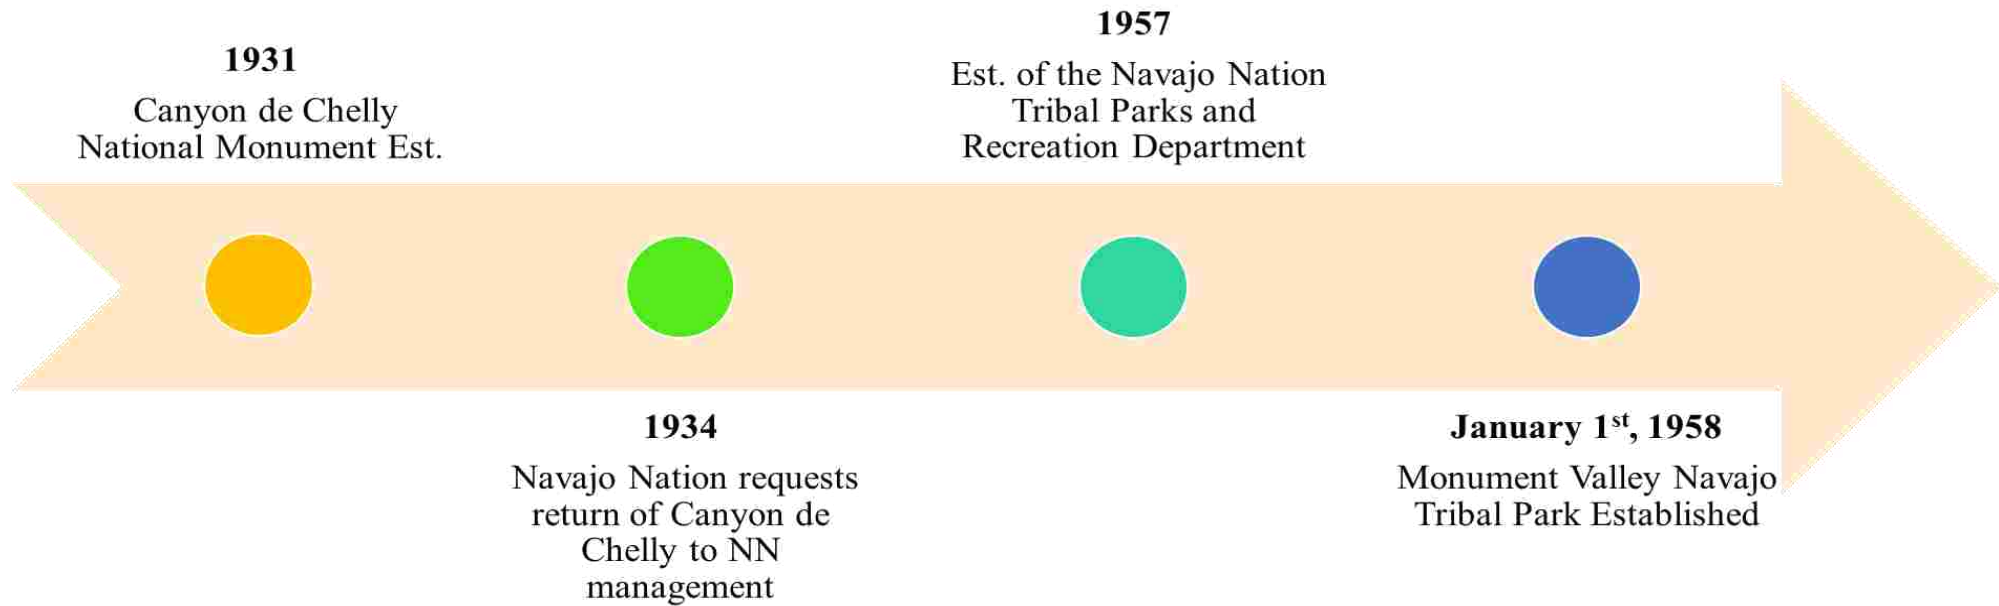 1931
Canyon de Chelly
National Monument Est.
1934
Navajo Nation requests
return of Canyon de
Chelly to NN
management
1957
Est. of the Navajo Nation
Tribal Parks and
Recreation Department
January 1st, 1958
Monument Valley Navajo
Tribal Park Established